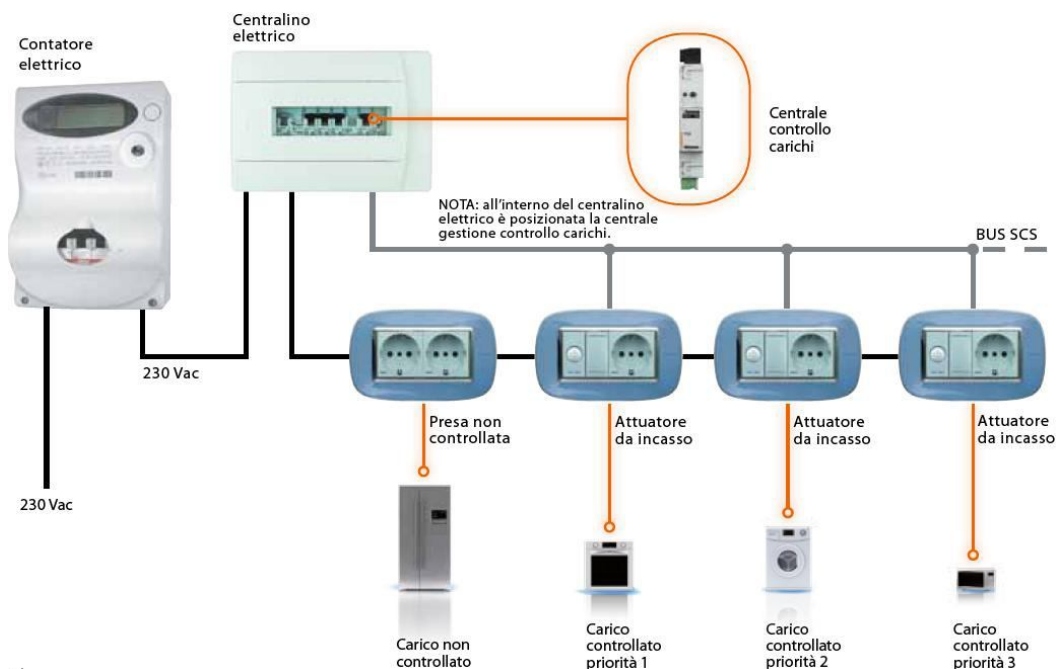 Contatore
elettrico
Centralino
elettrico
Centrale
controllo
carichi
NOTA: all'interno del centralino
elettrico è posizionata la centrale
gestione controllo carichi.
BUS SCS
230 Vac
230 Vac
Presa non
controllata
Attuatore
da incasso
Attuatore
da incasso
Attuatore
da incasso
Carico non
controllato
Carico
controllato
priorità 1
Carico
controllato
priorità 2
Carico
controllato
priorità 3